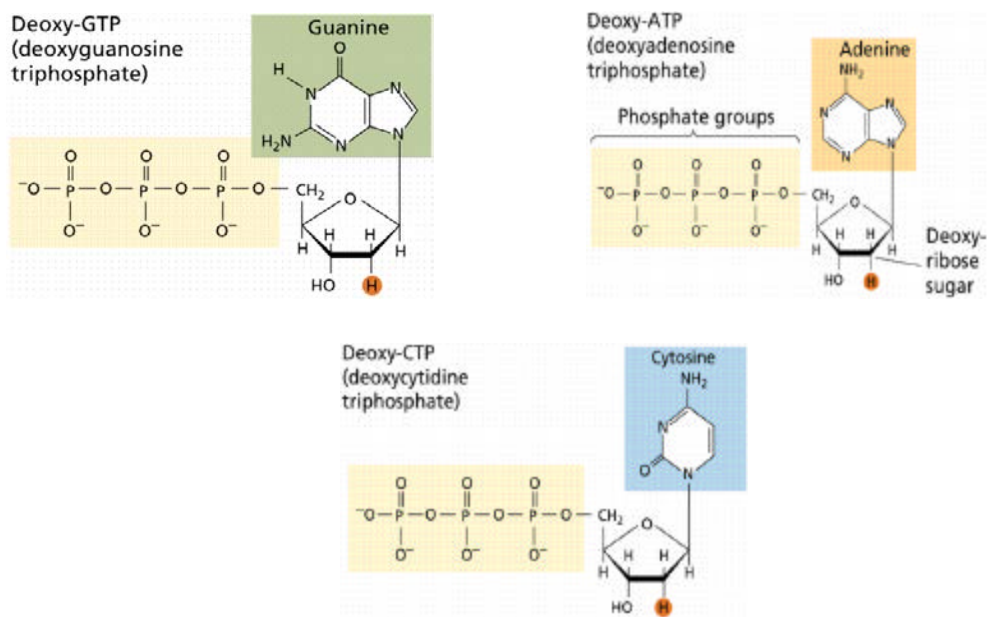 Deoxy-GTP
(deoxyguanosine
triphosphate)
Guanine
O
H
N
N
H₂N
N
N
O O O
⁻O—P—O—P—O—P—O—CH₂
O⁻ O⁻ O⁻
O
H H H H
HO H
Deoxy-ATP
(deoxyadenosine
triphosphate)
Adenine
NH₂
Phosphate groups
N
N
N
N
O O O
⁻O—P—O—P—O—P—O—CH₂
O⁻ O⁻ O⁻
O
H H H H
HO H
Deoxy-
ribose
sugar
Deoxy-CTP
(deoxycytidine
triphosphate)
Cytosine
NH₂
N
O
N
O O O
⁻O—P—O—P—O—P—O—CH₂
O⁻ O⁻ O⁻
O
H H H H
HO H